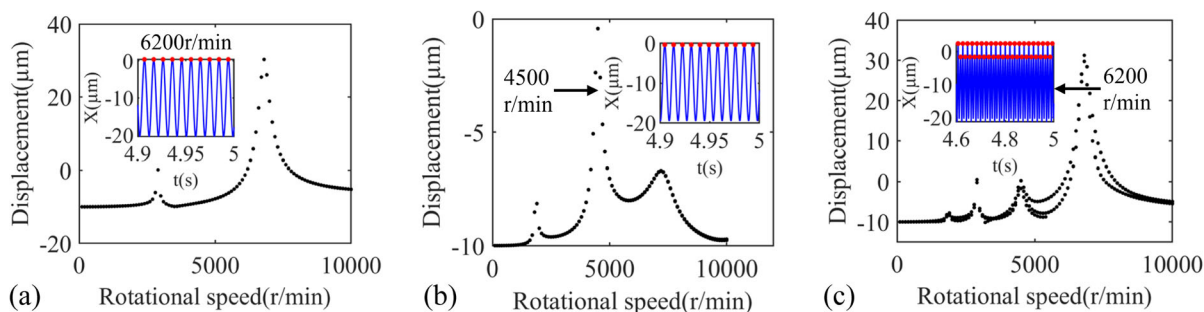 40
20
0
-20
Displacement(μm)
6200r/min
0
-10
-20
X(μm)
4.9
4.95
5
t(s)
0
5000
10000
Rotational speed(r/min)
(a)
0
-5
-10
Displacement(μm)
4500
r/min
0
-10
-20
X(μm)
4.9
4.95
5
t(s)
0
5000
10000
Rotational speed(r/min)
(b)
40
30
20
10
0
-10
-20
Displacement(μm)
0
-10
-20
X(μm)
4.6
4.8
5
t(s)
6200
r/min
0
5000
10000
Rotational speed(r/min)
(c)